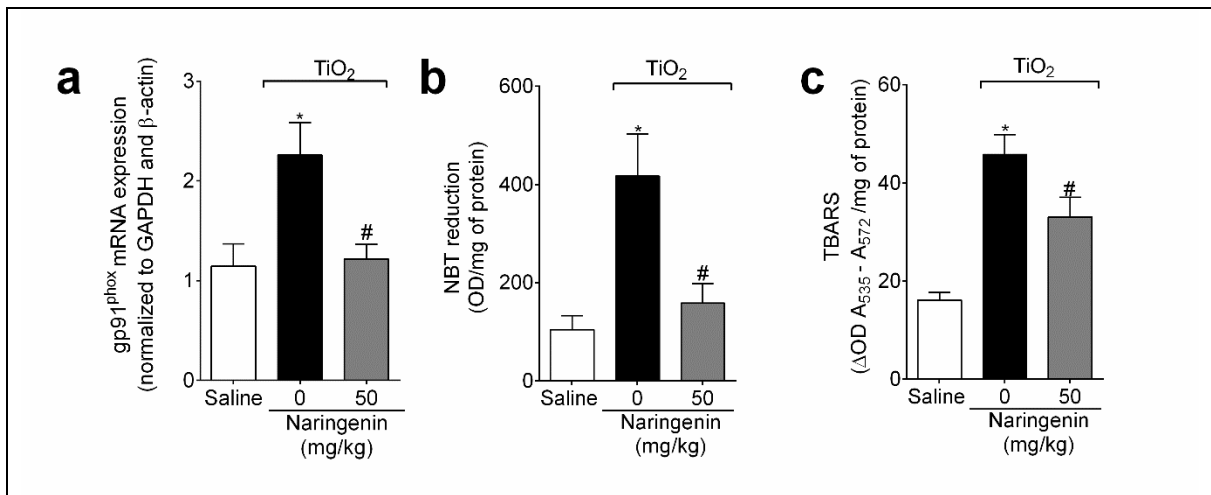 a
gp91phox mRNA expression
(normalized to GAPDH and β-actin)
3
2
1
0
TiO2
*
#
Saline
0
50
Naringenin
(mg/kg)
b
NBT reduction
(OD/mg of protein)
600
400
200
0
TiO2
*
#
Saline
0
50
Naringenin
(mg/kg)
c
TBARS
(ΔOD A535 - A572 /mg of protein)
60
40
20
0
TiO2
*
#
Saline
0
50
Naringenin
(mg/kg)